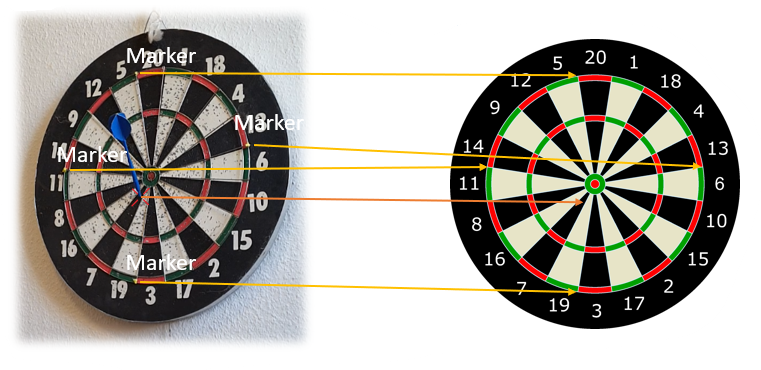 Marker
5 20 1 18
12 4
9 Marker
Marker
11 6
8 10
16 15
7 Marker 2
19 3 17
5 20 1
12 18
9 4
14 13
11 6
8 10
16 15
7 2
19 3 17